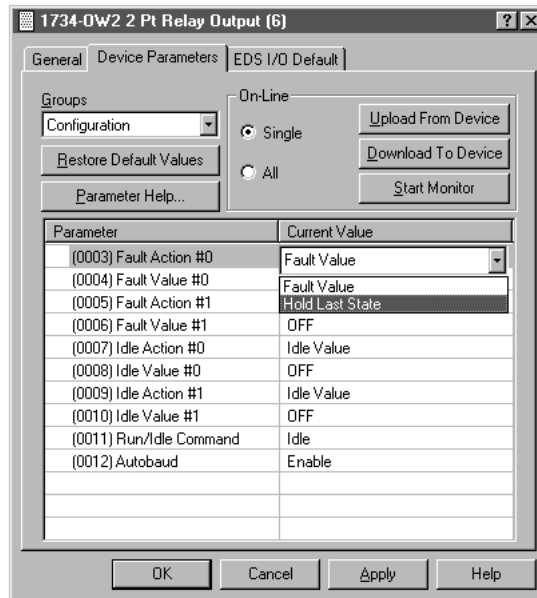 1734-OW2 2 Pt Relay Output (6)
General Device Parameters EDS I/O Default
Groups
Configuration
Restore Default Values
Parameter Help...
On-Line
Single
All
Upload From Device
Download To Device
Start Monitor
Parameter Current Value
(0003) Fault Action #0 Fault Value
(0004) Fault Value #0 Fault Value
(0005) Fault Action #1 Hold Last State
(0006) Fault Value #1 OFF
(0007) Idle Action #0 Idle Value
(0008) Idle Value #0 OFF
(0009) Idle Action #1 Idle Value
(0010) Idle Value #1 OFF
(0011) Run/Idle Command Idle
(0012) Autobaud Enable
OK Cancel Apply Help